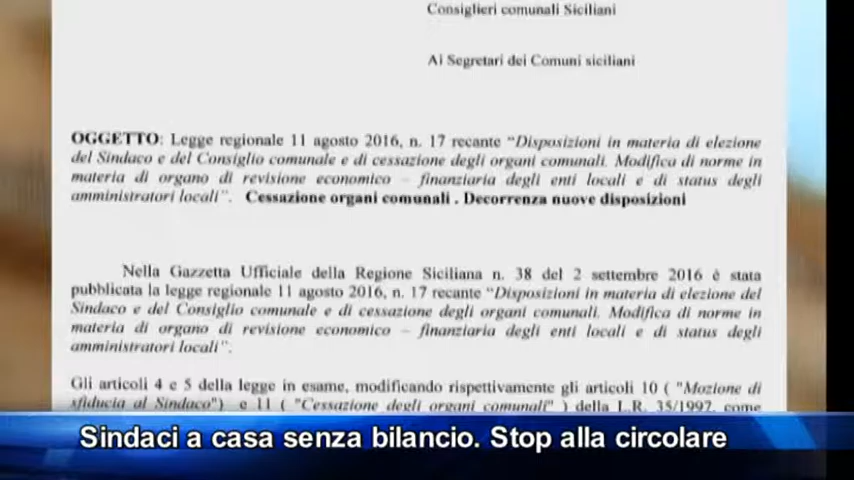 Consiglieri comunali Siciliani
Ai Segretari dei Comuni siciliani
OGGETTO: Legge regionale 11 agosto 2016, n. 17 recante "Disposizioni in materia di elezione
del Sindaco e del Consiglio comunale e di cessazione degli organi comunali. Modifica di norme in
materia di organo di revisione economico – finanziaria degli enti locali e di status degli
amministratori locali". Cessazione organi comunali . Decorrenza nuove disposizioni
Nella Gazzetta Ufficiale della Regione Siciliana n. 38 del 2 settembre 2016 è stata
pubblicata la legge regionale 11 agosto 2016, n. 17 recante "Disposizioni in materia di elezione del
Sindaco e del Consiglio comunale e di cessazione degli organi comunali. Modifica di norme in
materia di organo di revisione economico – finanziaria degli enti locali e di status degli
amministratori locali".
Gli articoli 4 e 5 della legge in esame, modificando rispettivamente gli articoli 10 ( "Mozione di
sfiducia al Sindaco") e 11 ( "Cessazione degli organi comunali" ) della L.R. 35/1997, come
Sindaci a casa senza bilancio. Stop alla circolare